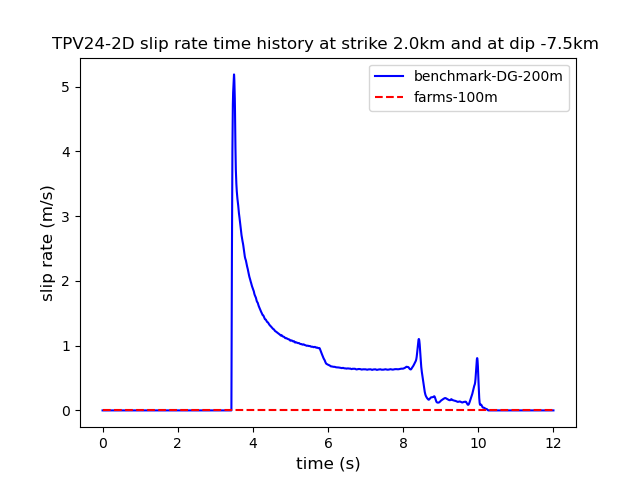 TPV24-2D slip rate time history at strike 2.0km and at dip -7.5km
benchmark-DG-200m
farms-100m
slip rate (m/s)
5
4
3
2
1
0
0 2 4 6 8 10 12
time (s)